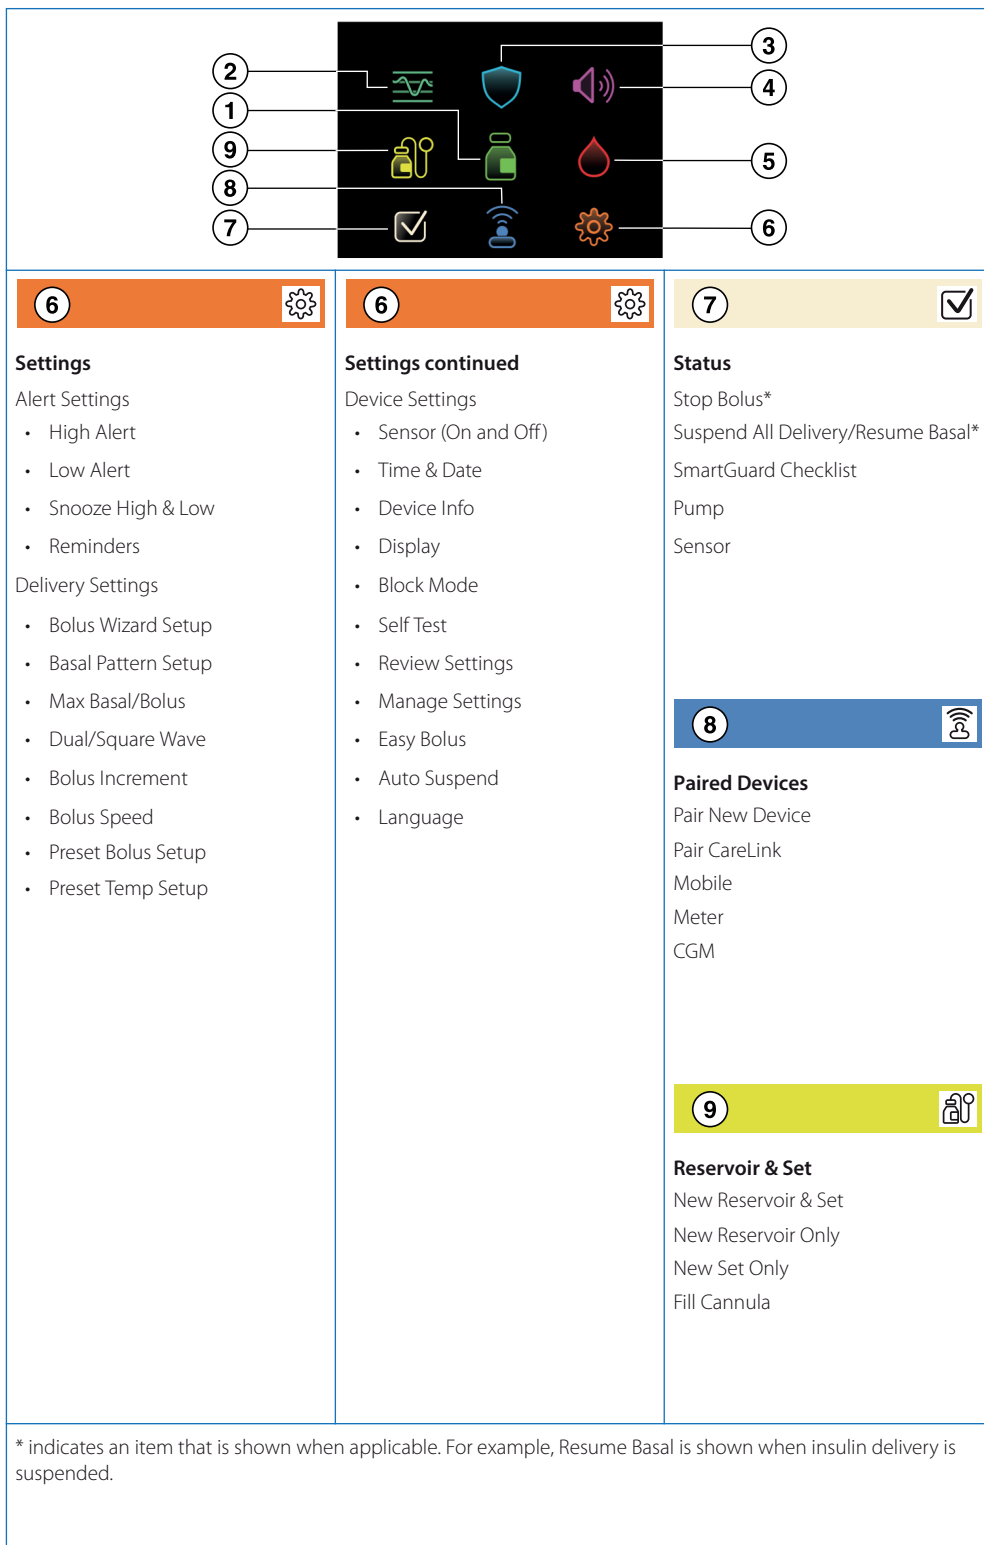 2
3
1
4
9
5
8
7
6
6
Settings
Alert Settings
• High Alert
• Low Alert
• Snooze High & Low
• Reminders
Delivery Settings
• Bolus Wizard Setup
• Basal Pattern Setup
• Max Basal/Bolus
• Dual/Square Wave
• Bolus Increment
• Bolus Speed
• Preset Bolus Setup
• Preset Temp Setup
6
Settings continued
Device Settings
• Sensor (On and Off)
• Time & Date
• Device Info
• Display
• Block Mode
• Self Test
• Review Settings
• Manage Settings
• Easy Bolus
• Auto Suspend
• Language
7
Status
Stop Bolus*
Suspend All Delivery/Resume Basal*
SmartGuard Checklist
Pump
Sensor
8
Paired Devices
Pair New Device
Pair CareLink
Mobile
Meter
CGM
9
Reservoir & Set
New Reservoir & Set
New Reservoir Only
New Set Only
Fill Cannula
* indicates an item that is shown when applicable. For example, Resume Basal is shown when insulin delivery is
suspended.